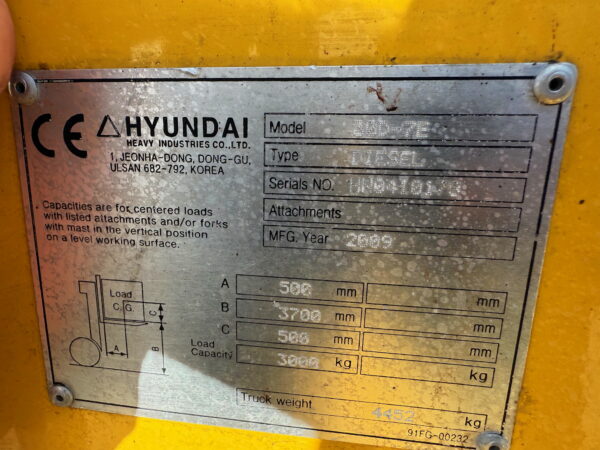 CE HYUNDAI
HEAVY INDUSTRIES CO., LTD.
1, JEONHA-DONG, DONG-GU,
ULSAN 682-792, KOREA
Model 30D-7E
Type DIESEL
Serials NO.
Attachments
MFG. Year 2009
Capacities are for centered loads
with listed attachments and/or forks
with mast in the vertical position
on a level working surface.
Load
C. G.
C
A
B
A 500 mm mm
B 3700 mm mm
C 500 mm mm
Load
Capacity 3000 kg kg
Truck weight 4452 kg
91FG-00232